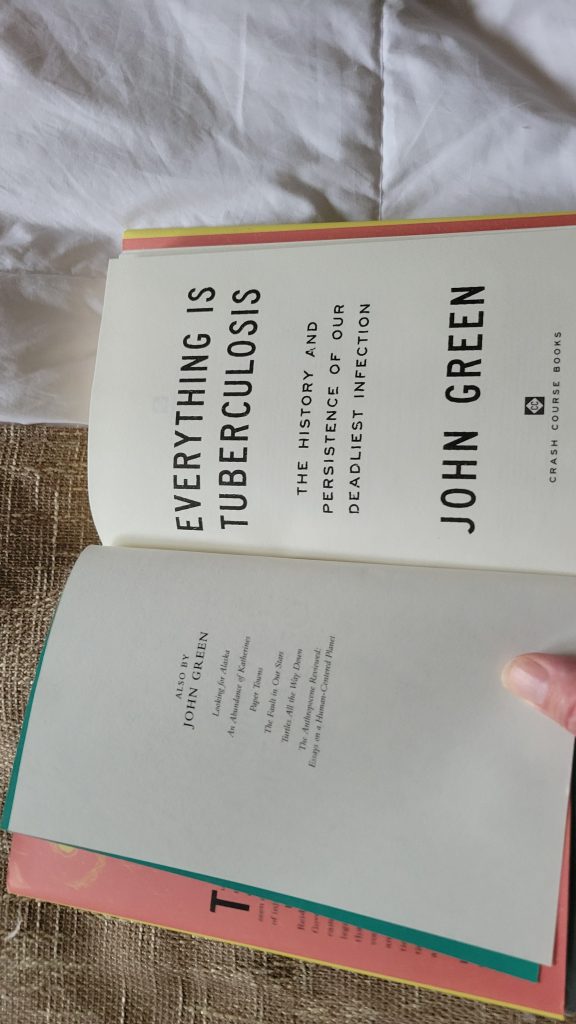 ALSO BY
JOHN GREEN
Looking for Alaska
An Abundance of Katherines
Paper Towns
The Fault in Our Stars
Turtles All the Way Down
The Anthropocene Reviewed:
Essays on a Human-Centered Planet
EVERYTHING IS
TUBERCULOSIS
THE HISTORY AND
PERSISTENCE OF OUR
DEADLIEST INFECTION
JOHN GREEN
CC
CRASH COURSE BOOKS